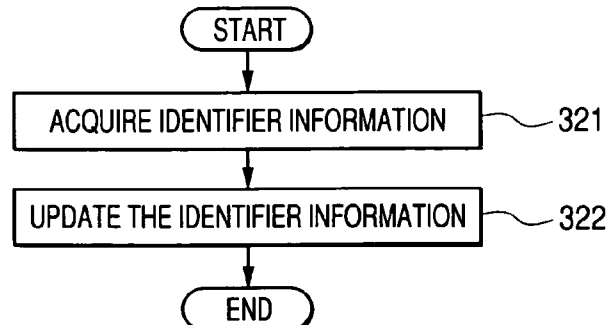 START
ACQUIRE IDENTIFIER INFORMATION
321
UPDATE THE IDENTIFIER INFORMATION
322
END